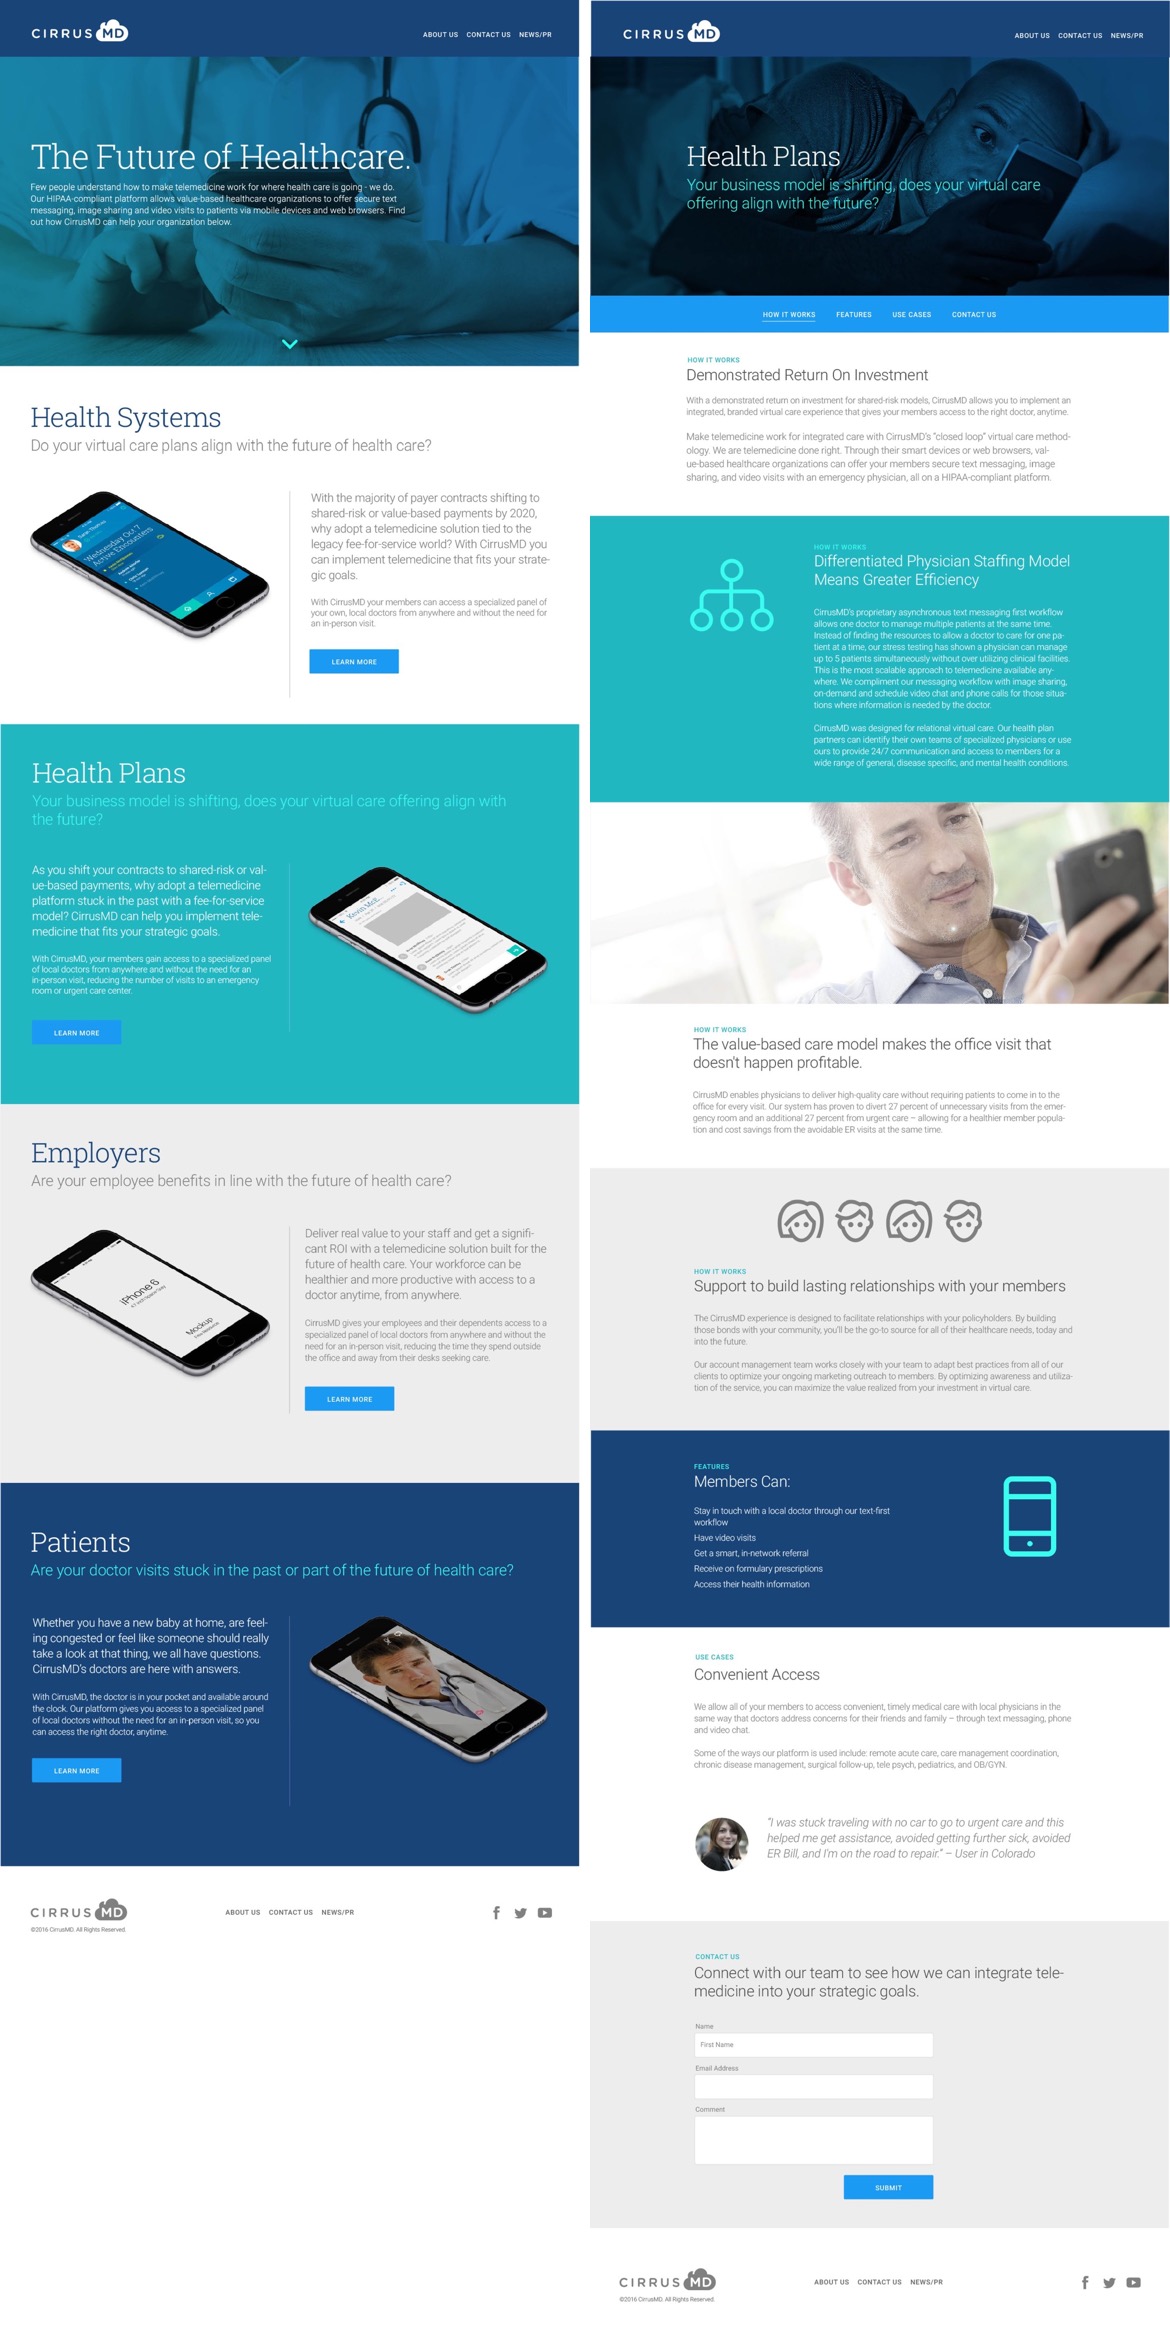 CIRRUS MD
ABOUT US CONTACT US NEWS/PR
The Future of Healthcare.
Few people understand how to make telemedicine work for where health care is going - we do.
Our HIPAA-compliant platform allows value-based healthcare organizations to offer secure text
messaging, image sharing and video visits to patients via mobile devices and web browsers. Find
out how CirrusMD can help your organization below.
Health Systems
Do your virtual care plans align with the future of health care?
Wednesday Oct 7
Active Encounters
With the majority of payer contracts shifting to
shared-risk or value-based payments by 2020,
why adopt a telemedicine solution tied to the
legacy fee-for-service world? With CirrusMD you
can implement telemedicine that fits your strate-
gic goals.
With CirrusMD your members can access a specialized panel of
your own, local doctors from anywhere and without the need for
an in-person visit.
LEARN MORE
Health Plans
Your business model is shifting, does your virtual care offering align with
the future?
As you shift your contracts to shared-risk or val-
ue-based payments, why adopt a telemedicine
platform stuck in the past with a fee-for-service
model? CirrusMD can help you implement tele-
medicine that fits your strategic goals.
With CirrusMD, your members gain access to a specialized panel
of local doctors from anywhere and without the need for an
in-person visit, reducing the number of visits to an emergency
room or urgent care center.
LEARN MORE
Employers
Are your employee benefits in line with the future of health care?
iPhone 6
Mockup
Deliver real value to your staff and get a signifi-
cant ROI with a telemedicine solution built for the
future of health care. Your workforce can be
healthier and more productive with access to a
doctor anytime, from anywhere.
CirrusMD gives your employees and their dependents access to a
specialized panel of local doctors from anywhere and without the
need for an in-person visit, reducing the time they spend outside
the office and away from their desks seeking care.
LEARN MORE
Patients
Are your doctor visits stuck in the past or part of the future of health care?
Whether you have a new baby at home, are feel-
ing congested or feel like someone should really
take a look at that thing, we all have questions.
CirrusMD's doctors are here with answers.
With CirrusMD, the doctor is in your pocket and available around
the clock. Our platform gives you access to a specialized panel
of local doctors without the need for an in-person visit, so you
can access the right doctor, anytime.
LEARN MORE
CIRRUS MD
©2016 CirrusMD. All Rights Reserved.
ABOUT US CONTACT US NEWS/PR
CIRRUS MD
ABOUT US CONTACT US NEWS/PR
Health Plans
Your business model is shifting, does your virtual care
offering align with the future?
HOW IT WORKS FEATURES USE CASES CONTACT US
HOW IT WORKS
Demonstrated Return On Investment
With a demonstrated return on investment for shared-risk models, CirrusMD allows you to implement an
integrated, branded virtual care experience that gives your members access to the right doctor, anytime.
Make telemedicine work for integrated care with CirrusMD's "closed loop" virtual care method-
ology. We are telemedicine done right. Through their smart devices or web browsers, val-
ue-based healthcare organizations can offer your members secure text messaging, image
sharing, and video visits with an emergency physician, all on a HIPAA-compliant platform.
HOW IT WORKS
Differentiated Physician Staffing Model
Means Greater Efficiency
CirrusMD's proprietary asynchronous text messaging first workflow
allows one doctor to manage multiple patients at the same time.
Instead of finding the resources to allow a doctor to care for one pa-
tient at a time, our stress testing has shown a physician can manage
up to 5 patients simultaneously without over utilizing clinical facilities.
This is the most scalable approach to telemedicine available any-
where. We compliment our messaging workflow with image sharing,
on-demand and schedule video chat and phone calls for those situa-
tions where information is needed by the doctor.
CirrusMD was designed for relational virtual care. Our health plan
partners can identify their own teams of specialized physicians or use
ours to provide 24/7 communication and access to members for a
wide range of general, disease specific, and mental health conditions.
HOW IT WORKS
The value-based care model makes the office visit that
doesn't happen profitable.
CirrusMD enables physicians to deliver high-quality care without requiring patients to come in to the
office for every visit. Our system has proven to divert 27 percent of unnecessary visits from the emer-
gency room and an additional 27 percent from urgent care – allowing for a healthier member popula-
tion and cost savings from the avoidable ER visits at the same time.
HOW IT WORKS
Support to build lasting relationships with your members
The CirrusMD experience is designed to facilitate relationships with your policyholders. By building
those bonds with your community, you'll be the go-to source for all of their healthcare needs, today and
into the future.
Our account management team works closely with your team to adapt best practices from all of our
clients to optimize your ongoing marketing outreach to members. By optimizing awareness and utiliza-
tion of the service, you can maximize the value realized from your investment in virtual care.
FEATURES
Members Can:
Stay in touch with a local doctor through our text-first
workflow
Have video visits
Get a smart, in-network referral
Receive on formulary prescriptions
Access their health information
USE CASES
Convenient Access
We allow all of your members to access convenient, timely medical care with local physicians in the
same way that doctors address concerns for their friends and family – through text messaging, phone
and video chat.
Some of the ways our platform is used include: remote acute care, care management coordination,
chronic disease management, surgical follow-up, tele psych, pediatrics, and OB/GYN.
"I was stuck traveling with no car to go to urgent care and this
helped me get assistance, avoided getting further sick, avoided
ER Bill, and I'm on the road to repair." – User in Colorado
CONTACT US
Connect with our team to see how we can integrate tele-
medicine into your strategic goals.
Name
First Name
Email Address
Comment
SUBMIT
CIRRUS MD
©2016 CirrusMD. All Rights Reserved.
ABOUT US CONTACT US NEWS/PR